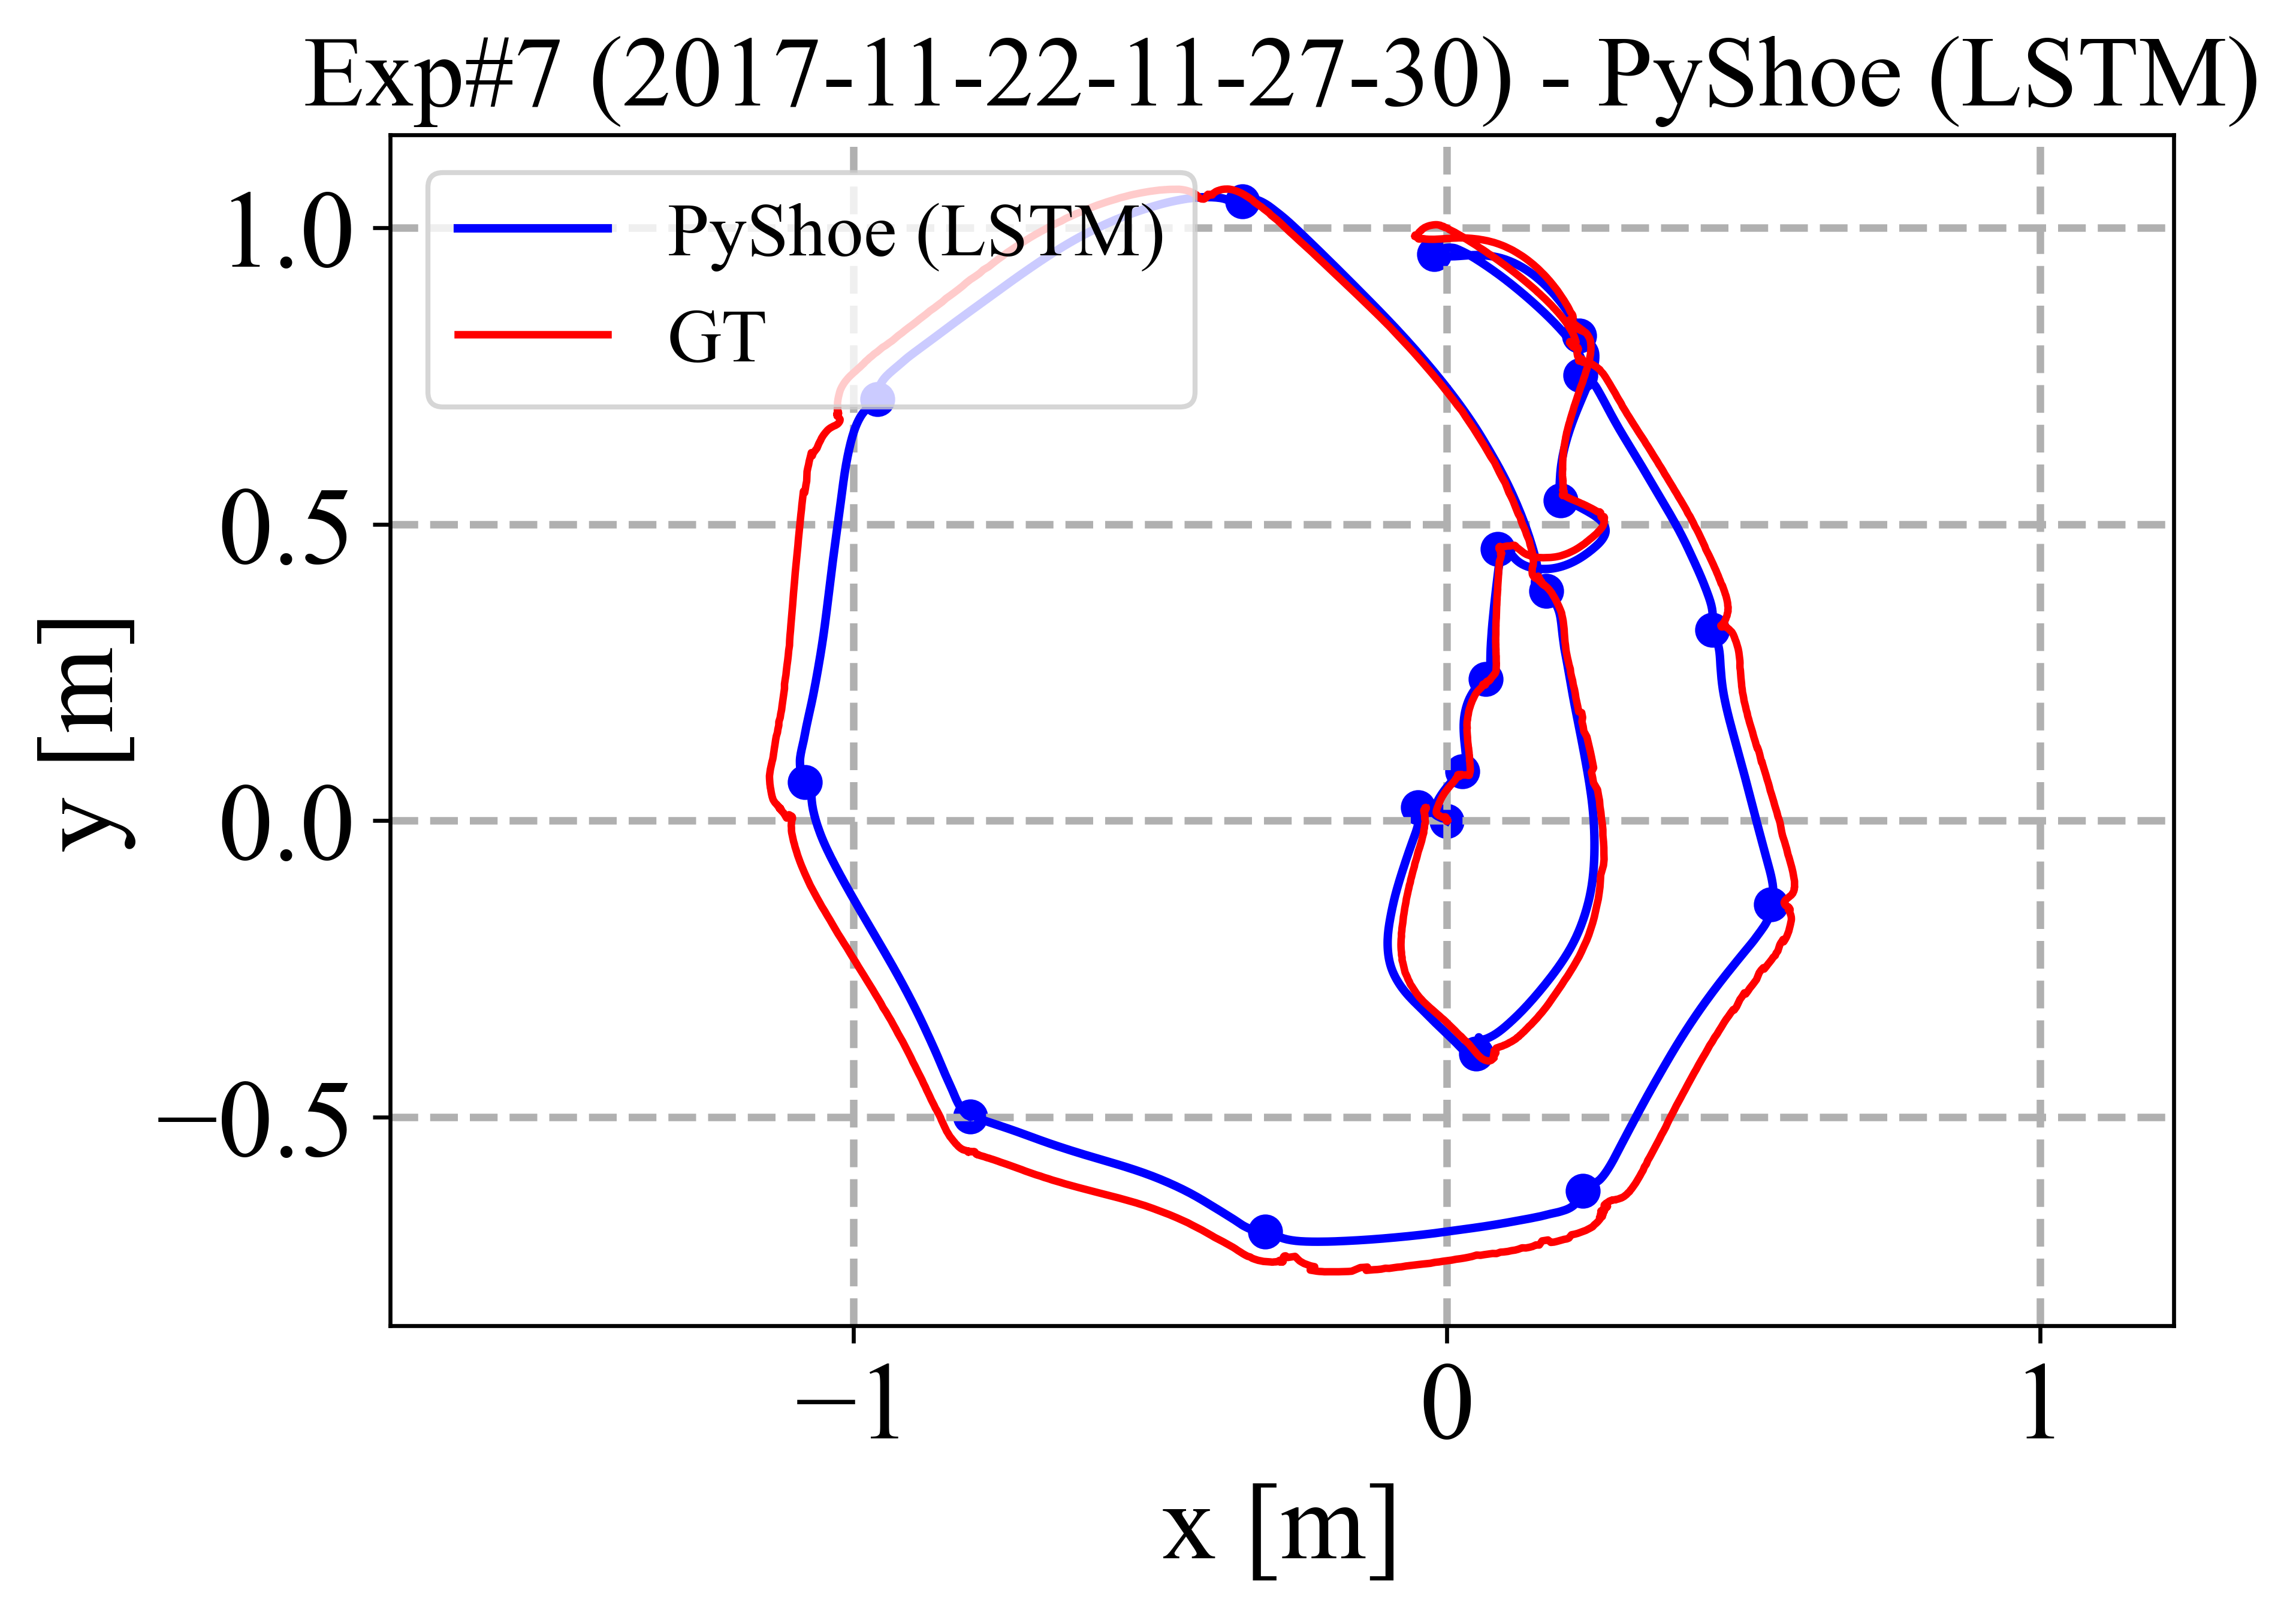 Exp#7 (2017-11-22-11-27-30) - PyShoe (LSTM)
PyShoe (LSTM)
GT
1.0
0.5
0.0
−0.5
y [m]
−1 0 1
x [m]